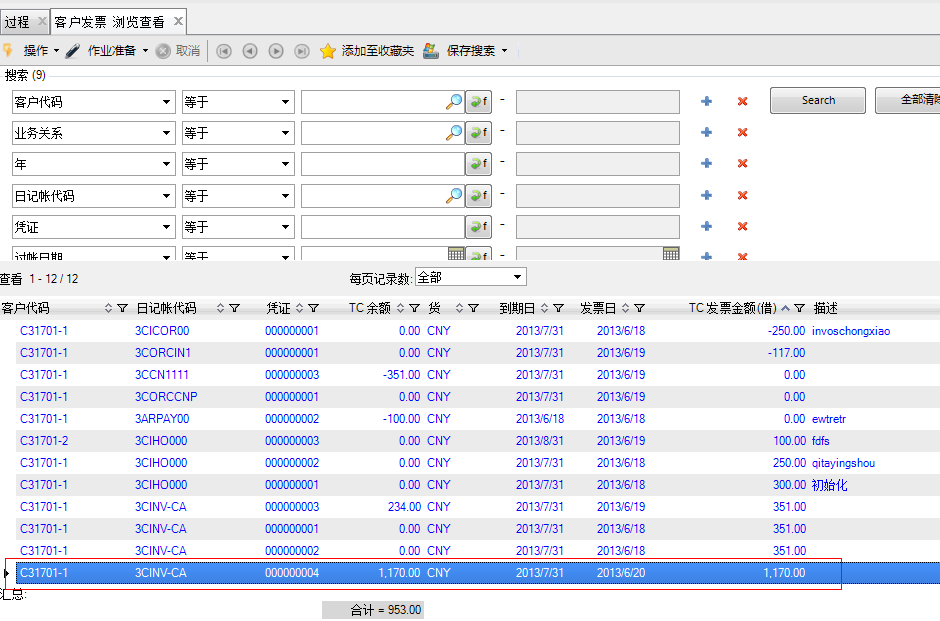 过程 客户发票 浏览查看
操作 作业准备 取消 添加至收藏夹 保存搜索
搜索 (9)
客户代码 等于 f - Search 全部清除
业务关系 等于 f -
年 等于 f -
日记帐代码 等于 f -
凭证 等于 f -
过帐日期 等于 f -
查看 1 - 12 / 12 每页记录数: 全部
客户代码 日记帐代码 凭证 TC 余额 货 到期日 发票日 TC 发票金额(借) 描述
C31701-1 3CICOR00 000000001 0.00 CNY 2013/7/31 2013/6/18 -250.00 invoschongxiao
C31701-1 3CORCIN1 000000001 0.00 CNY 2013/7/31 2013/6/19 -117.00
C31701-1 3CCN1111 000000003 -351.00 CNY 2013/7/31 2013/6/19 0.00
C31701-1 3CORCCNP 000000001 0.00 CNY 2013/7/31 2013/6/19 0.00
C31701-1 3ARPAY00 000000002 -100.00 CNY 2013/6/18 2013/6/18 0.00 ewtretr
C31701-2 3CIHO000 000000003 0.00 CNY 2013/8/31 2013/6/19 100.00 fdfs
C31701-1 3CIHO000 000000002 0.00 CNY 2013/7/31 2013/6/18 250.00 qitayingshou
C31701-1 3CIHO000 000000001 0.00 CNY 2013/7/31 2013/6/18 300.00 初始化
C31701-1 3CINV-CA 000000003 234.00 CNY 2013/7/31 2013/6/19 351.00
C31701-1 3CINV-CA 000000001 0.00 CNY 2013/7/31 2013/6/18 351.00
C31701-1 3CINV-CA 000000002 0.00 CNY 2013/7/31 2013/6/18 351.00
C31701-1 3CINV-CA 000000004 1,170.00 CNY 2013/7/31 2013/6/20 1,170.00
汇总:
合计 = 953.00